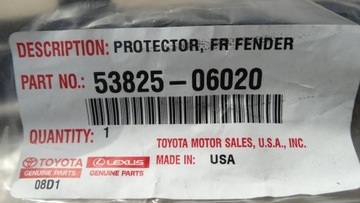 DESCRIPTION: PROTECTOR, FR FENDER
PART NO.: 53825-06020
QUANTITY: 1 TOYOTA MOTOR SALES, U.S.A., INC.
TOYOTA LEXUS MADE IN: USA
GENUINE PARTS GENUINE PARTS
08D1